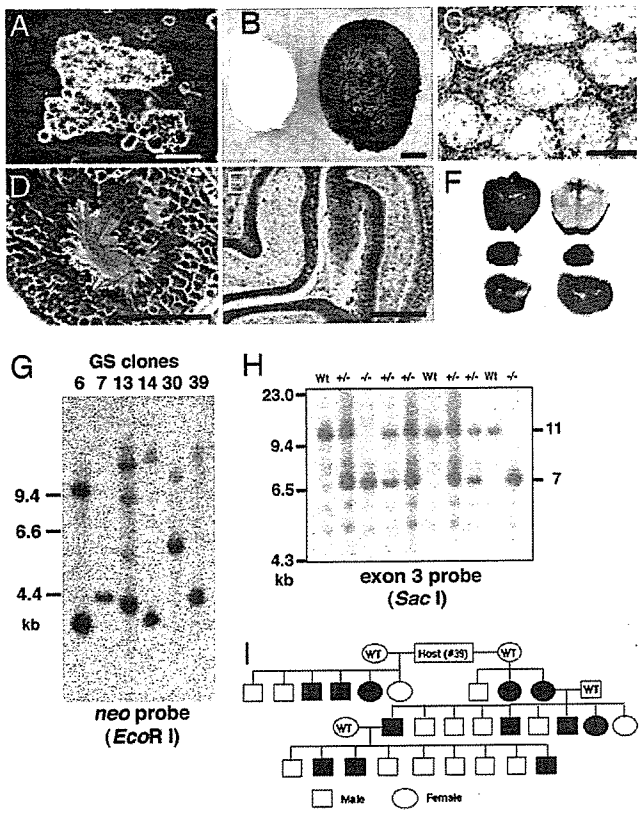 A B C
D E F
G H
GS clones
6 7 13 14 30 39
9.4
6.6
4.4
kb
neo probe
(EcoR I)
Wt +/- -/- +/- +/- Wt +/- +/- Wt -/-
23.0
9.4
6.5
4.3
kb
11
7
exon 3 probe
(Sac I)
I
WT Host (#39) WT
WT
WT
Male Female